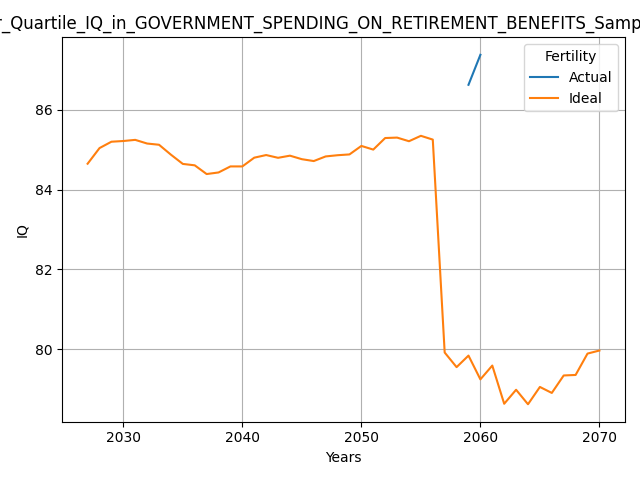 r_Quartile_IQ_in_GOVERNMENT_SPENDING_ON_RETIREMENT_BENEFITS_Samp
Fertility
Actual
Ideal
IQ
86
84
82
80
2030 2040 2050 2060 2070
Years